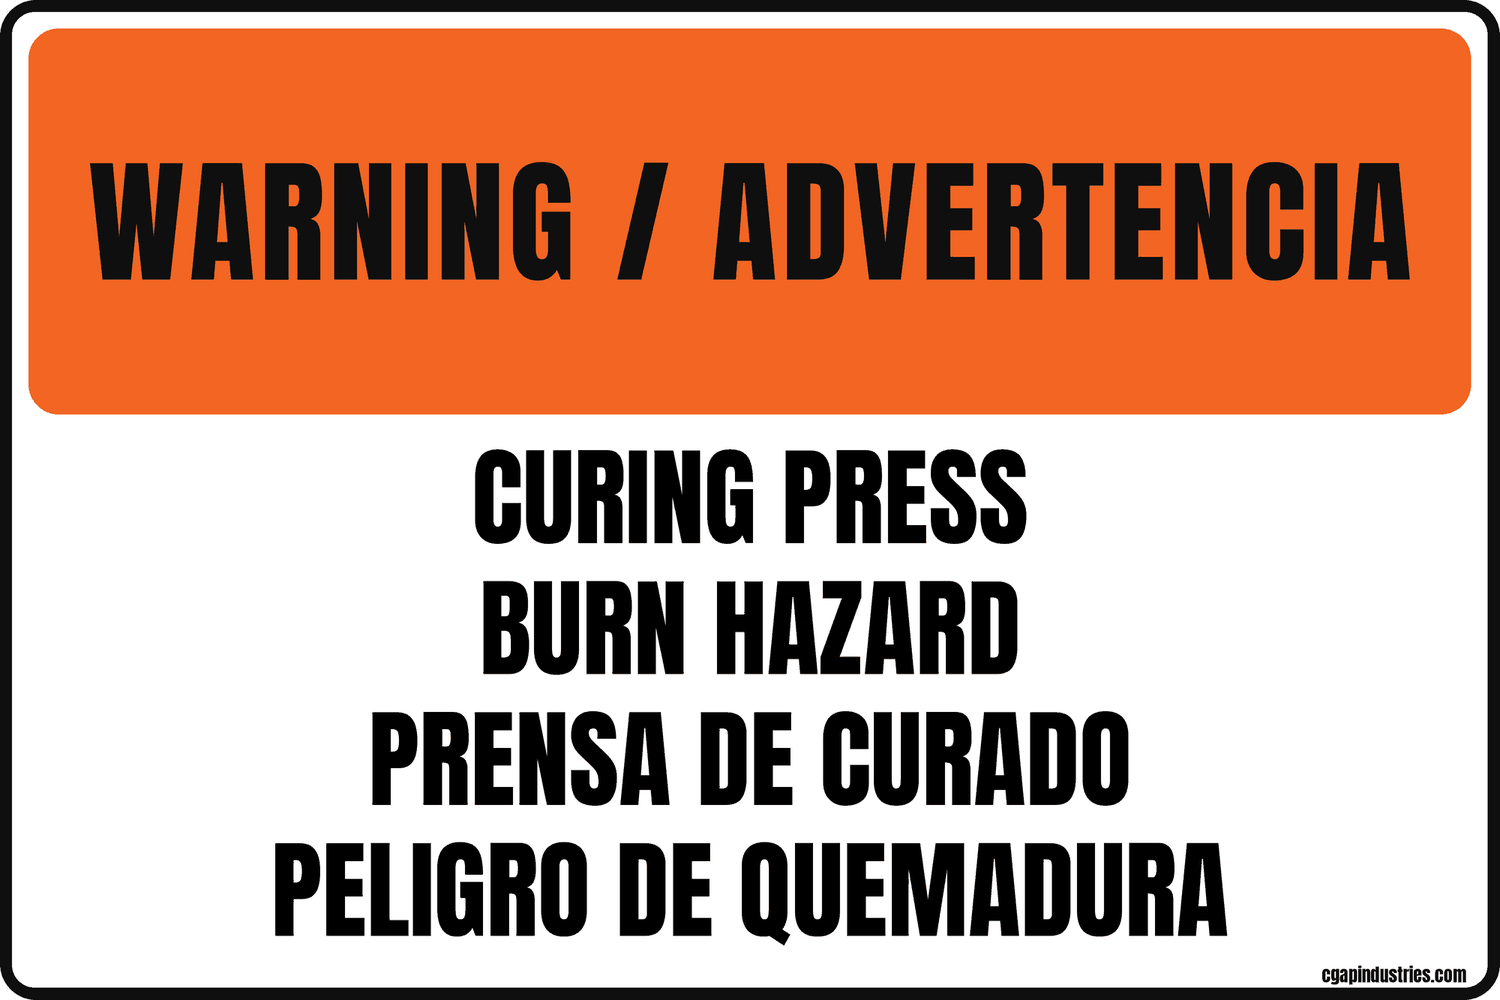 WARNING / ADVERTENCIA
CURING PRESS
BURN HAZARD
PRENSA DE CURADO
PELIGRO DE QUEMADURA
cgapindustries.com